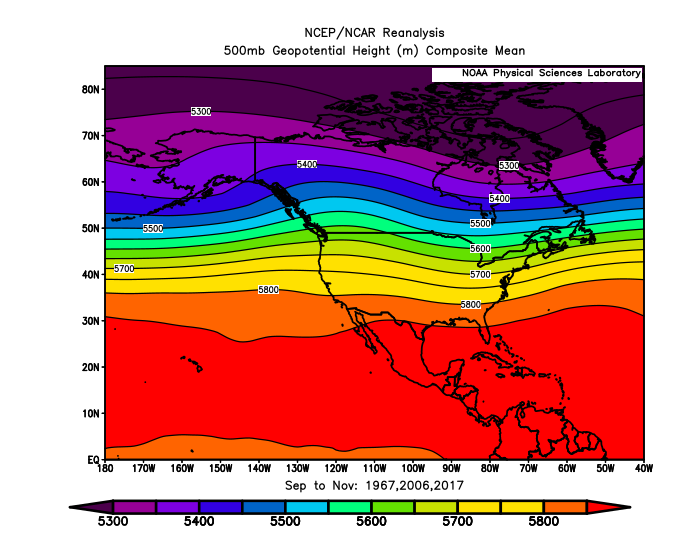 NCEP/NCAR Reanalysis
500mb Geopotential Height (m) Composite Mean
NOAA Physical Sciences Laboratory
80N
5300
70N
5400
5300
60N
5400
5500
50N
5500
5600
5700
5700
40N
5800
5800
30N
20N
10N
EQ
180 170W 160W 150W 140W 130W 120W 110W 100W 90W 80W 70W 60W 50W 40W
Sep to Nov: 1967,2006,2017
5300 5400 5500 5600 5700 5800